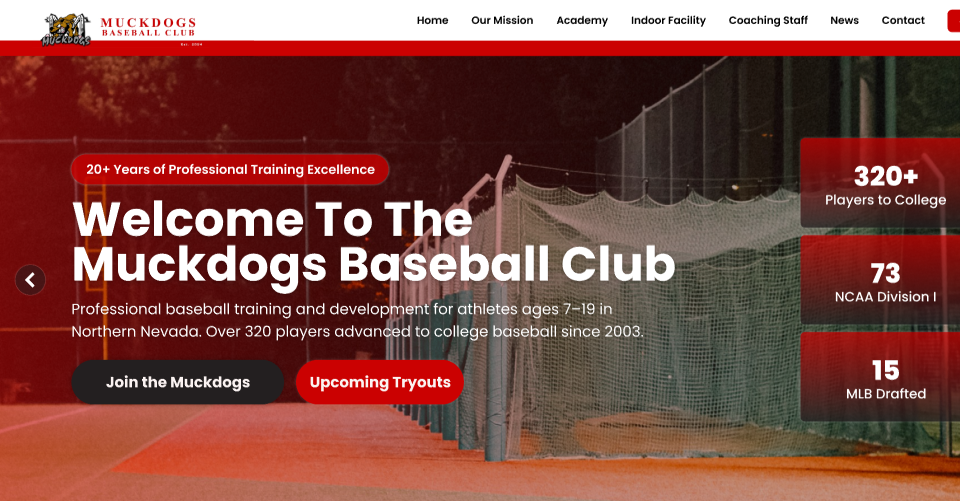 MUCKDOGS
BASEBALL CLUB
Est. 2004
MUCKDOGS
Home
Our Mission
Academy
Indoor Facility
Coaching Staff
News
Contact
20+ Years of Professional Training Excellence
Welcome To The
Muckdogs Baseball Club
Professional baseball training and development for athletes ages 7–19 in
Northern Nevada. Over 320 players advanced to college baseball since 2003.
Join the Muckdogs
Upcoming Tryouts
320+
Players to College
73
NCAA Division I
15
MLB Drafted